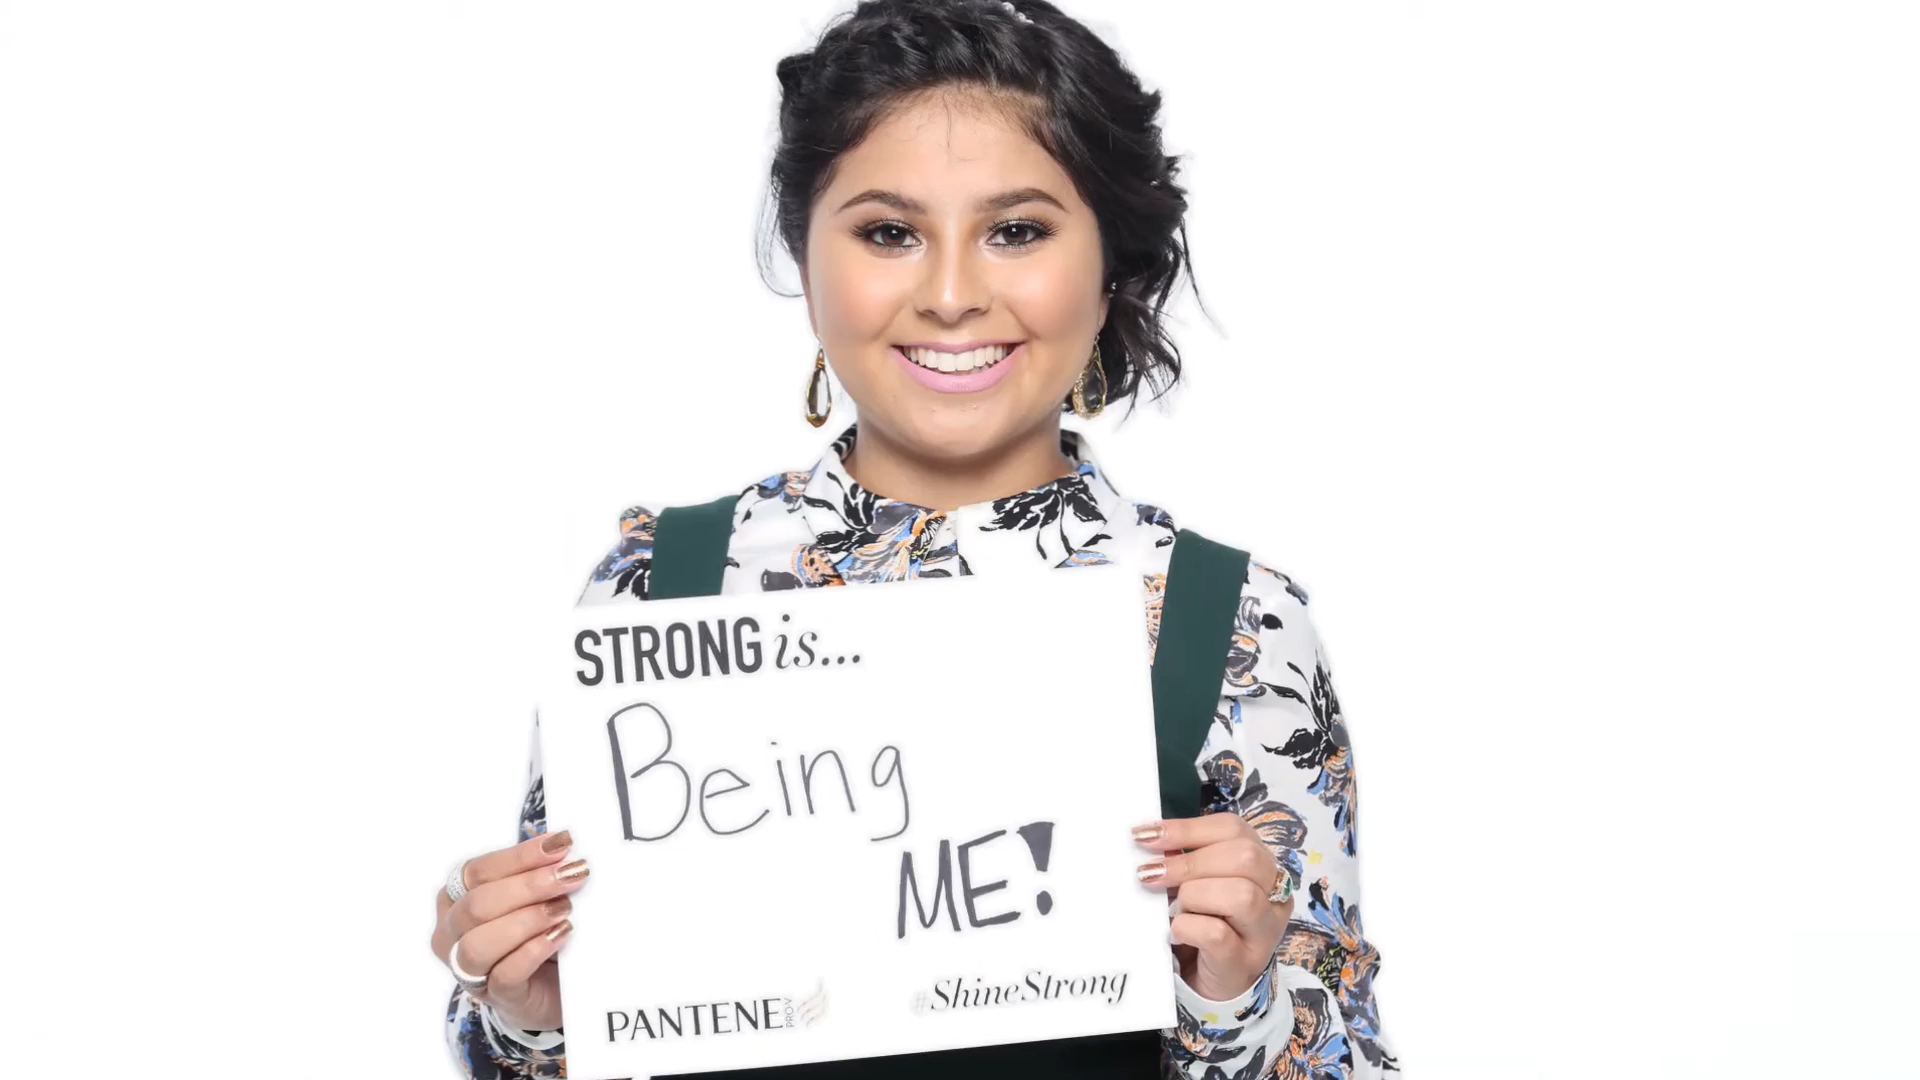 STRONG is...
Being
ME!
PANTENE PRO-V
#ShineStrong